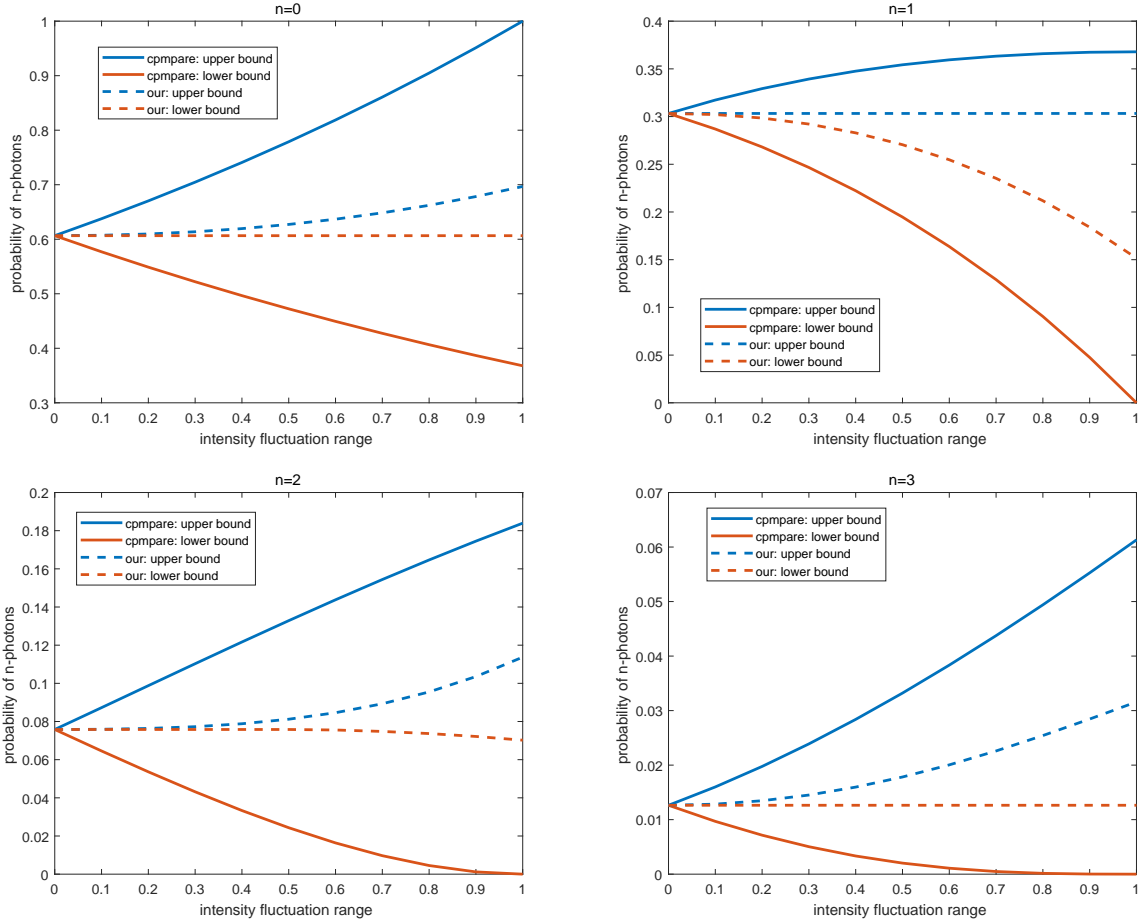 n=0
1
0.9
0.8
0.7
0.6
0.5
0.4
0.3
probability of n-photons
cpmpare: upper bound
cpmpare: lower bound
our: upper bound
our: lower bound
0 0.1 0.2 0.3 0.4 0.5 0.6 0.7 0.8 0.9 1
intensity fluctuation range
n=1
0.4
0.35
0.3
0.25
0.2
0.15
0.1
0.05
0
probability of n-photons
cpmpare: upper bound
cpmpare: lower bound
our: upper bound
our: lower bound
0 0.1 0.2 0.3 0.4 0.5 0.6 0.7 0.8 0.9 1
intensity fluctuation range
n=2
0.2
0.18
0.16
0.14
0.12
0.1
0.08
0.06
0.04
0.02
0
probability of n-photons
cpmpare: upper bound
cpmpare: lower bound
our: upper bound
our: lower bound
0 0.1 0.2 0.3 0.4 0.5 0.6 0.7 0.8 0.9 1
intensity fluctuation range
n=3
0.07
0.06
0.05
0.04
0.03
0.02
0.01
0
probability of n-photons
cpmpare: upper bound
cpmpare: lower bound
our: upper bound
our: lower bound
0 0.1 0.2 0.3 0.4 0.5 0.6 0.7 0.8 0.9 1
intensity fluctuation range